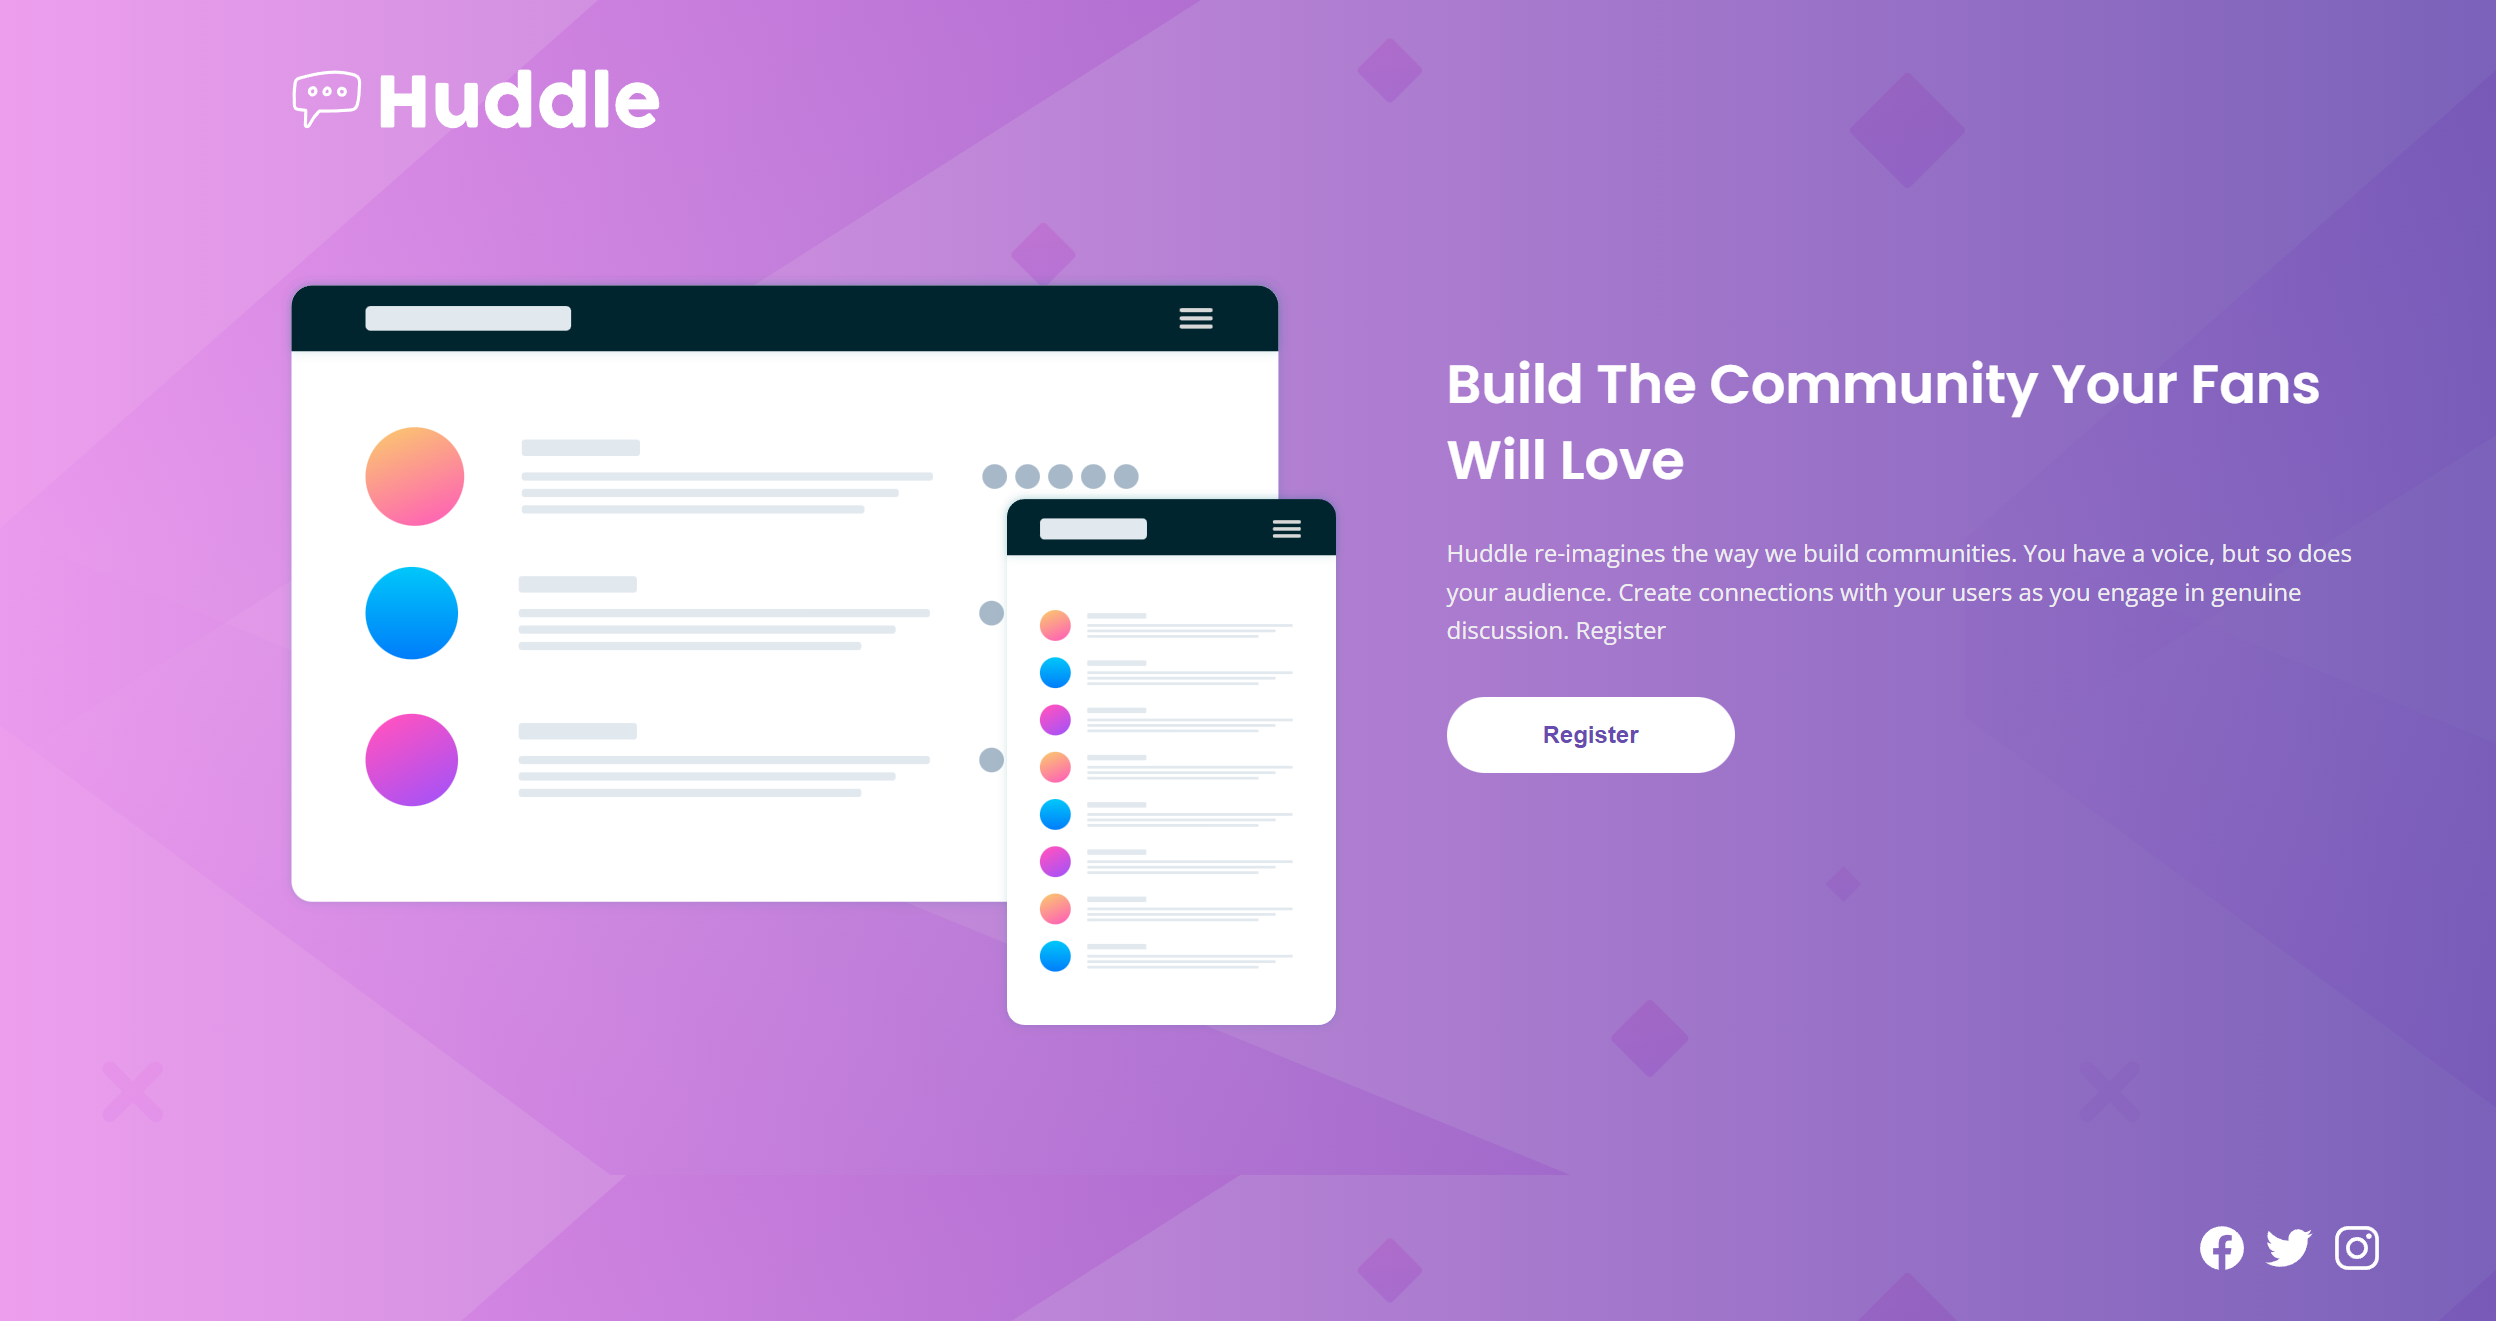 Huddle
Build The Community Your Fans
Will Love
Huddle re-imagines the way we build communities. You have a voice, but so does
your audience. Create connections with your users as you engage in genuine
discussion. Register
Register